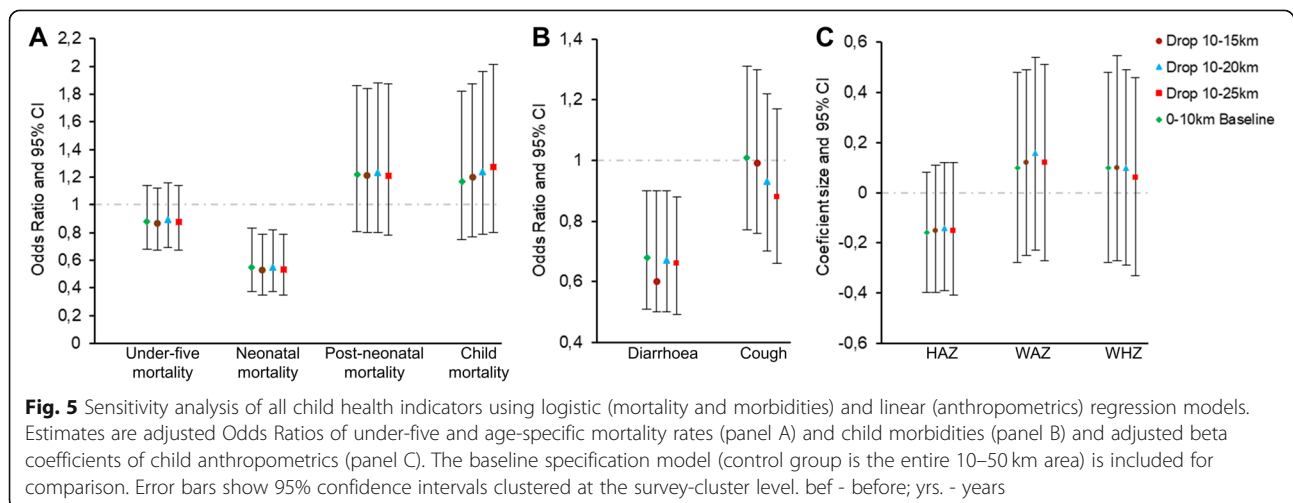 A
Odds Ratio and 95% CI
2,2
2
1,8
1,6
1,4
1,2
1
0,8
0,6
0,4
0,2
0
Under-five mortality
Neonatal mortality
Post-neonatal mortality
Child mortality
B
Odds Ratio and 95% CI
1,4
1,2
1
0,8
0,6
0,4
Diarrhoea
Cough
C
Coeficient size and 95% CI
0,6
0,4
0,2
0
-0,2
-0,4
-0,6
HAZ
WAZ
WHZ
Drop 10-15km
Drop 10-20km
Drop 10-25km
0-10km Baseline
Fig. 5 Sensitivity analysis of all child health indicators using logistic (mortality and morbidities) and linear (anthropometrics) regression models.
Estimates are adjusted Odds Ratios of under-five and age-specific mortality rates (panel A) and child morbidities (panel B) and adjusted beta
coefficients of child anthropometrics (panel C). The baseline specification model (control group is the entire 10–50 km area) is included for
comparison. Error bars show 95% confidence intervals clustered at the survey-cluster level. bef - before; yrs. - years